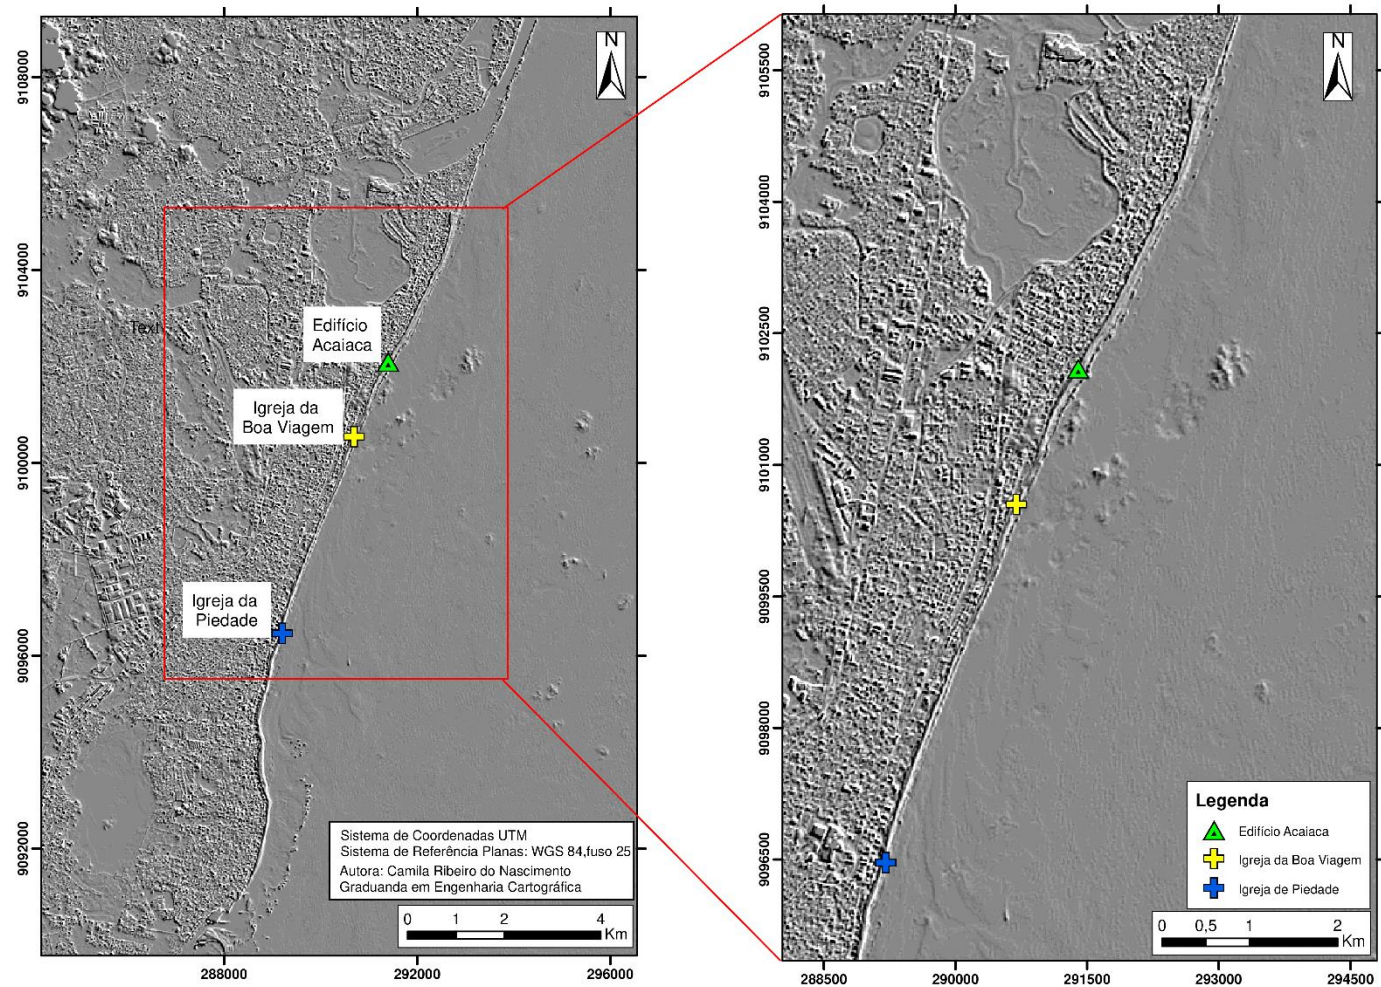 N
9108000
9104000
9100000
9096000
9092000
Text
Edifício
Acaiaca
Igreja da
Boa Viagem
Igreja da
Piedade
Sistema de Coordenadas UTM
Sistema de Referência Planas: WGS 84,fuso 25
Autora: Camila Ribeiro do Nascimento
Graduanda em Engenharia Cartográfica
0 1 2 4
Km
288000 292000 296000
N
9105500
9104000
9102500
9101000
9099500
9098000
9096500
Legenda
Edifício Acaiaca
Igreja da Boa Viagem
Igreja de Piedade
0 0,5 1 2
Km
288500 290000 291500 293000 294500